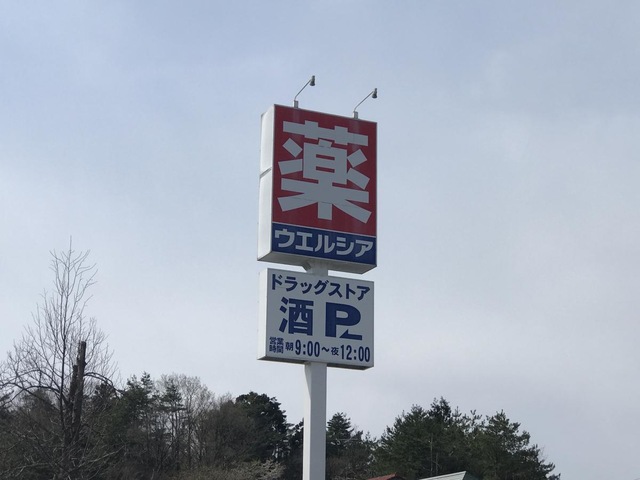 薬
ウエルシア
ドラッグストア
酒 P
営業時間 朝9:00～夜12:00